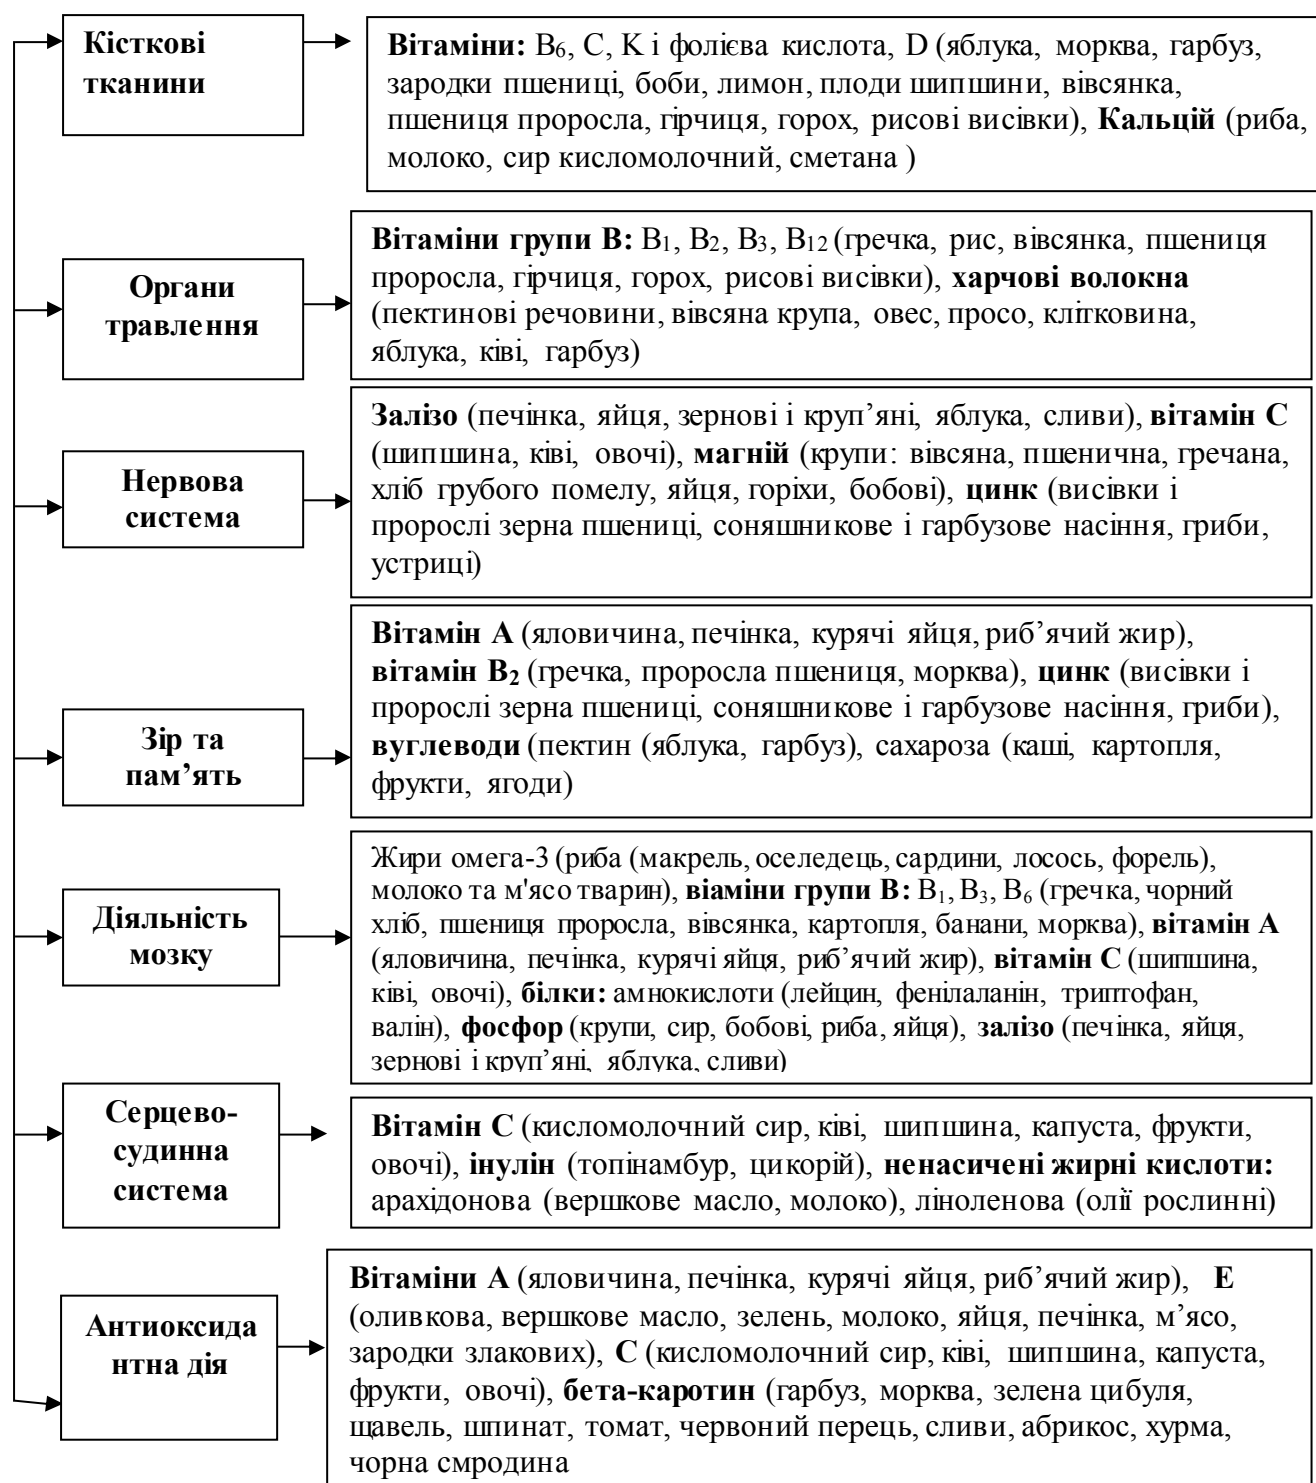 Кісткові
тканини
Вітаміни: В₆, С, К і фолієва кислота, D (яблука, морква, гарбуз,
зародки пшениці, боби, лимон, плоди шипшини, вівсянка,
пшениця проросла, гірчиця, горох, рисові висівки), Кальцій (риба,
молоко, сир кисломолочний, сметана )
Органи
травлення
Вітаміни групи В: В₁, В₂, В₃, В₁₂ (гречка, рис, вівсянка, пшениця
проросла, гірчиця, горох, рисові висівки), харчові волокна
(пектинові речовини, вівсяна крупа, овес, просо, клітковина,
яблука, ківі, гарбуз)
Нервова
система
Залізо (печінка, яйця, зернові і круп’яні, яблука, сливи), вітамін С
(шипшина, ківі, овочі), магній (крупи: вівсяна, пшенична, гречана,
хліб грубого помелу, яйця, горіхи, бобові), цинк (висівки і
пророслі зерна пшениці, соняшникове і гарбузове насіння, гриби,
устриці)
Зір та
пам’ять
Вітамін А (яловичина, печінка, курячі яйця, риб’ячий жир),
вітамін В₂ (гречка, проросла пшениця, морква), цинк (висівки і
пророслі зерна пшениці, соняшникове і гарбузове насіння, гриби),
вуглеводи (пектин (яблука, гарбуз), сахароза (каші, картопля,
фрукти, ягоди)
Діяльність
мозку
Жири омега-3 (риба (макрель, оселедець, сардини, лосось, форель),
молоко та м'ясо тварин), віаміни групи В: В₁, В₃, В₆ (гречка, чорний
хліб, пшениця проросла, вівсянка, картопля, банани, морква), вітамін А
(яловичина, печінка, курячі яйця, риб’ячий жир), вітамін С (шипшина,
ківі, овочі), білки: амнокислоти (лейцин, фенілаланін, триптофан,
валін), фосфор (крупи, сир, бобові, риба, яйця), залізо (печінка, яйця,
зернові і круп’яні, яблука, сливи)
Серцево-
судинна
система
Вітамін С (кисломолочний сир, ківі, шипшина, капуста, фрукти,
овочі), інулін (топінамбур, цикорій), ненасичені жирні кислоти:
арахідонова (вершкове масло, молоко), ліноленова (олії рослинні)
Антиоксида
нтна дія
Вітаміни А (яловичина, печінка, курячі яйця, риб’ячий жир), Е
(оливкова, вершкове масло, зелень, молоко, яйця, печінка, м’ясо,
зародки злакових), С (кисломолочний сир, ківі, шипшина, капуста,
фрукти, овочі), бета-каротин (гарбуз, морква, зелена цибуля,
щавель, шпинат, томат, червоний перець, сливи, абрикос, хурма,
чорна смродина